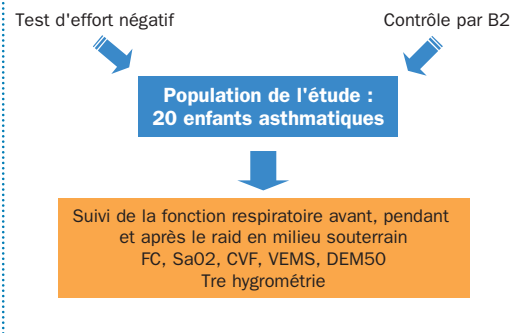 Test d'effort négatif
Contrôle par B2
Population de l'étude :
20 enfants asthmatiques
Suivi de la fonction respiratoire avant, pendant
et après le raid en milieu souterrain
FC, Sa02, CVF, VEMS, DEM50
Tre hygrométrie